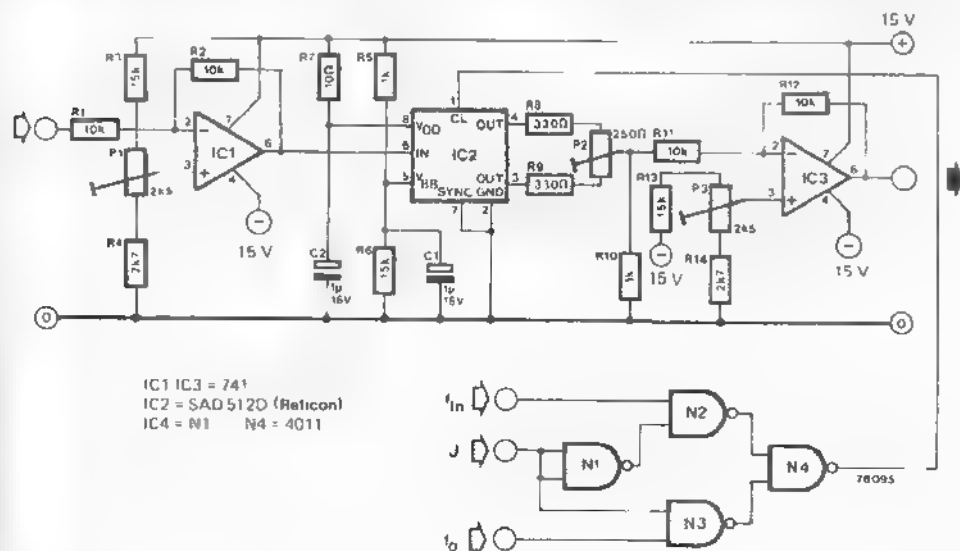 15 V
+
R3
15k
R2
10k
R7
10Ω
R5
1k
R12
10k
R1
10k
2
7
6
3
4
IC1
P1
2k5
15 V
R4
2k7
1
CL
8
VDD
OUT
4
6
IN
IC2
5
VBB
OUT
3
SYNC
GND
7
2
R8
330Ω
R9
330Ω
P2
250Ω
R11
10k
R13
15k
P3
2k5
2
7
6
3
4
IC3
15 V
15 V
C2
1µ
16V
R6
15k
C1
1µ
16V
R10
1k
R14
2k7
0
0
IC1 IC3 = 741
IC2 = SAD 512D (Reticon)
IC4 = N1 N4 = 4011
fin
N2
J
N1
N4
78095
N3
fo